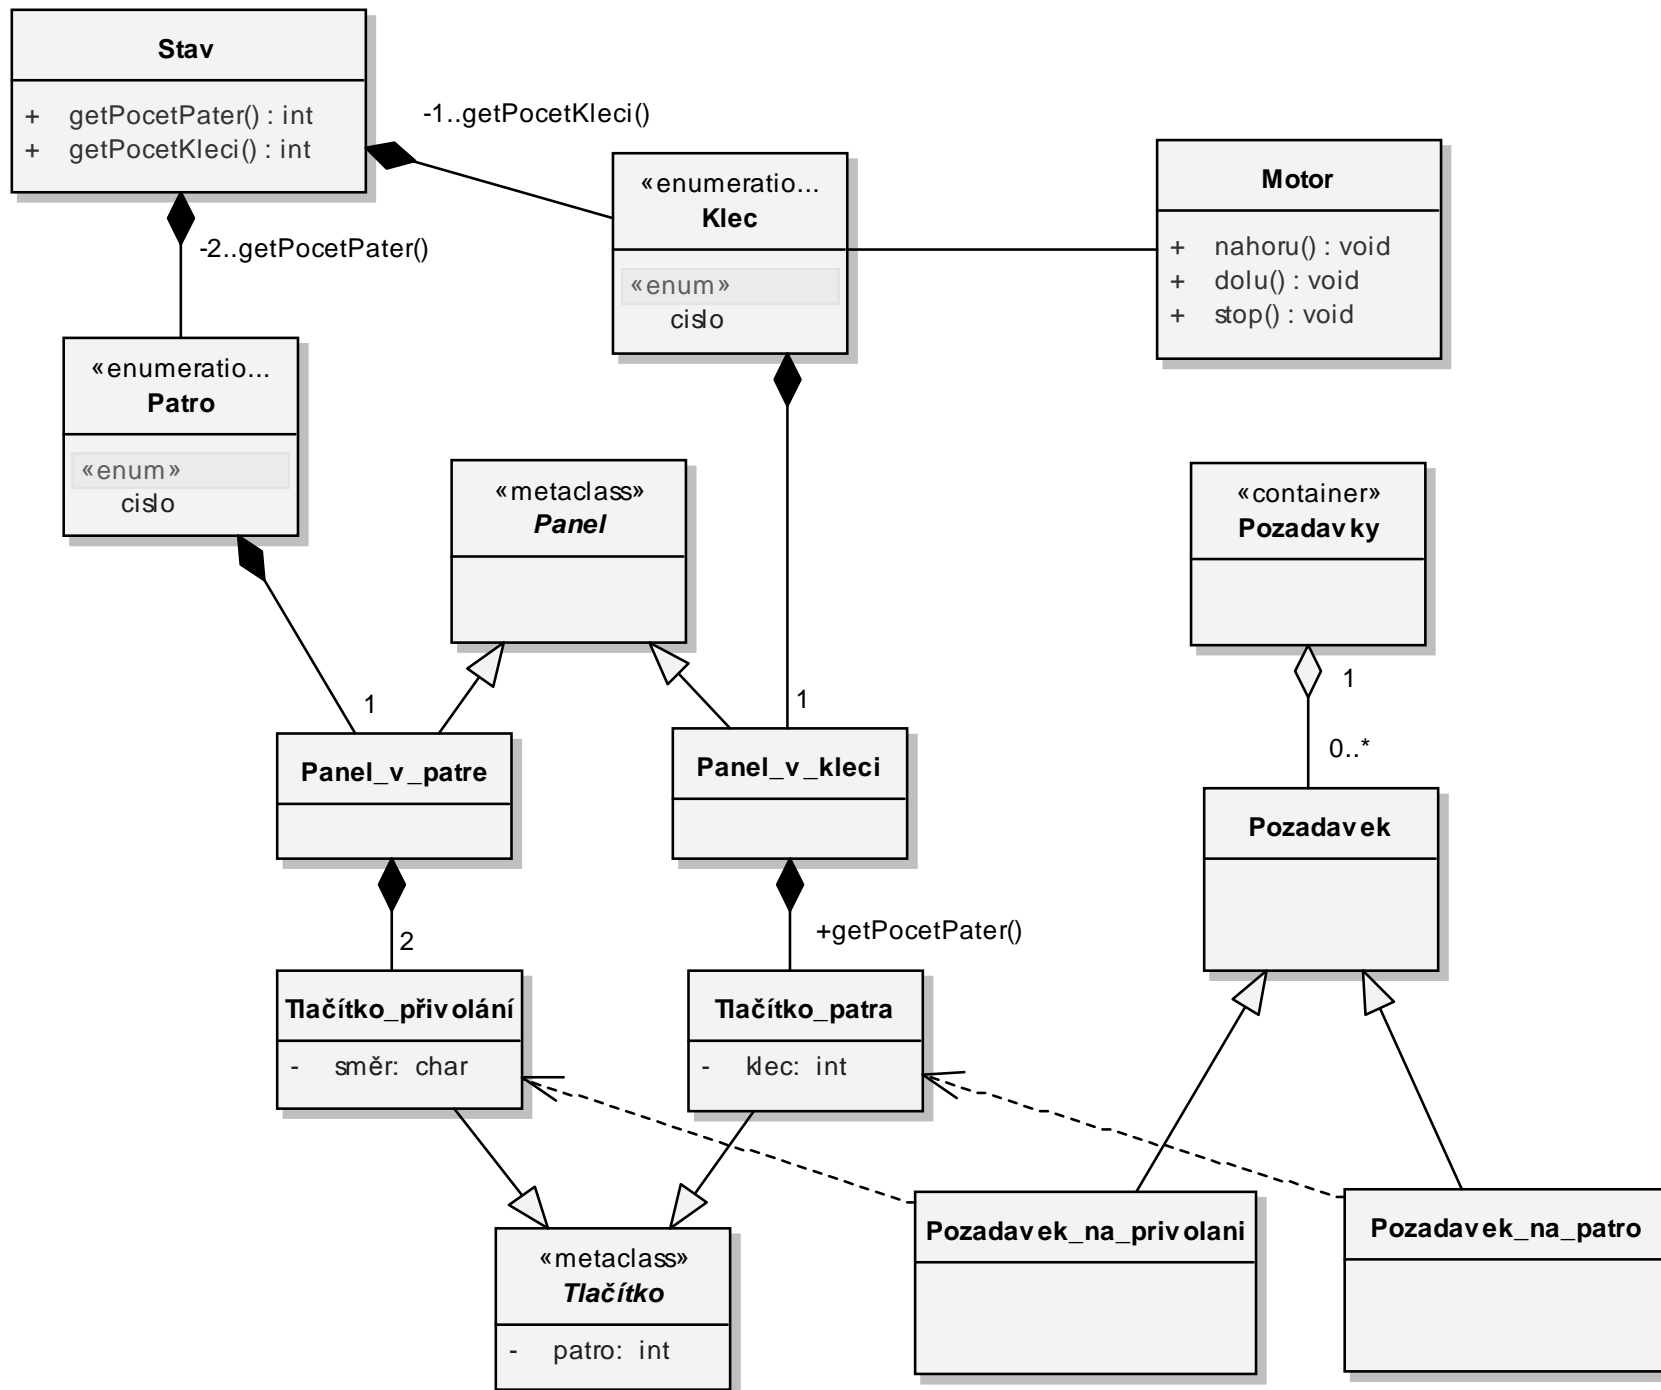 Stav
+ getPocetPater() : int
+ getPocetKleci() : int
-1..getPocetKleci()
-2..getPocetPater()
«enumeratio...
Klec
«enum»
cislo
Motor
+ nahoru() : void
+ dolu() : void
+ stop() : void
«enumeratio...
Patro
«enum»
cislo
«metaclass»
Panel
«container»
Pozadavky
1
0..*
1
1
Panel_v_patre
Panel_v_kleci
Pozadavek
2
+getPocetPater()
Tlačítko_přivolání
- směr: char
Tlačítko_patra
- klec: int
Pozadavek_na_privolani
Pozadavek_na_patro
«metaclass»
Tlačítko
- patro: int